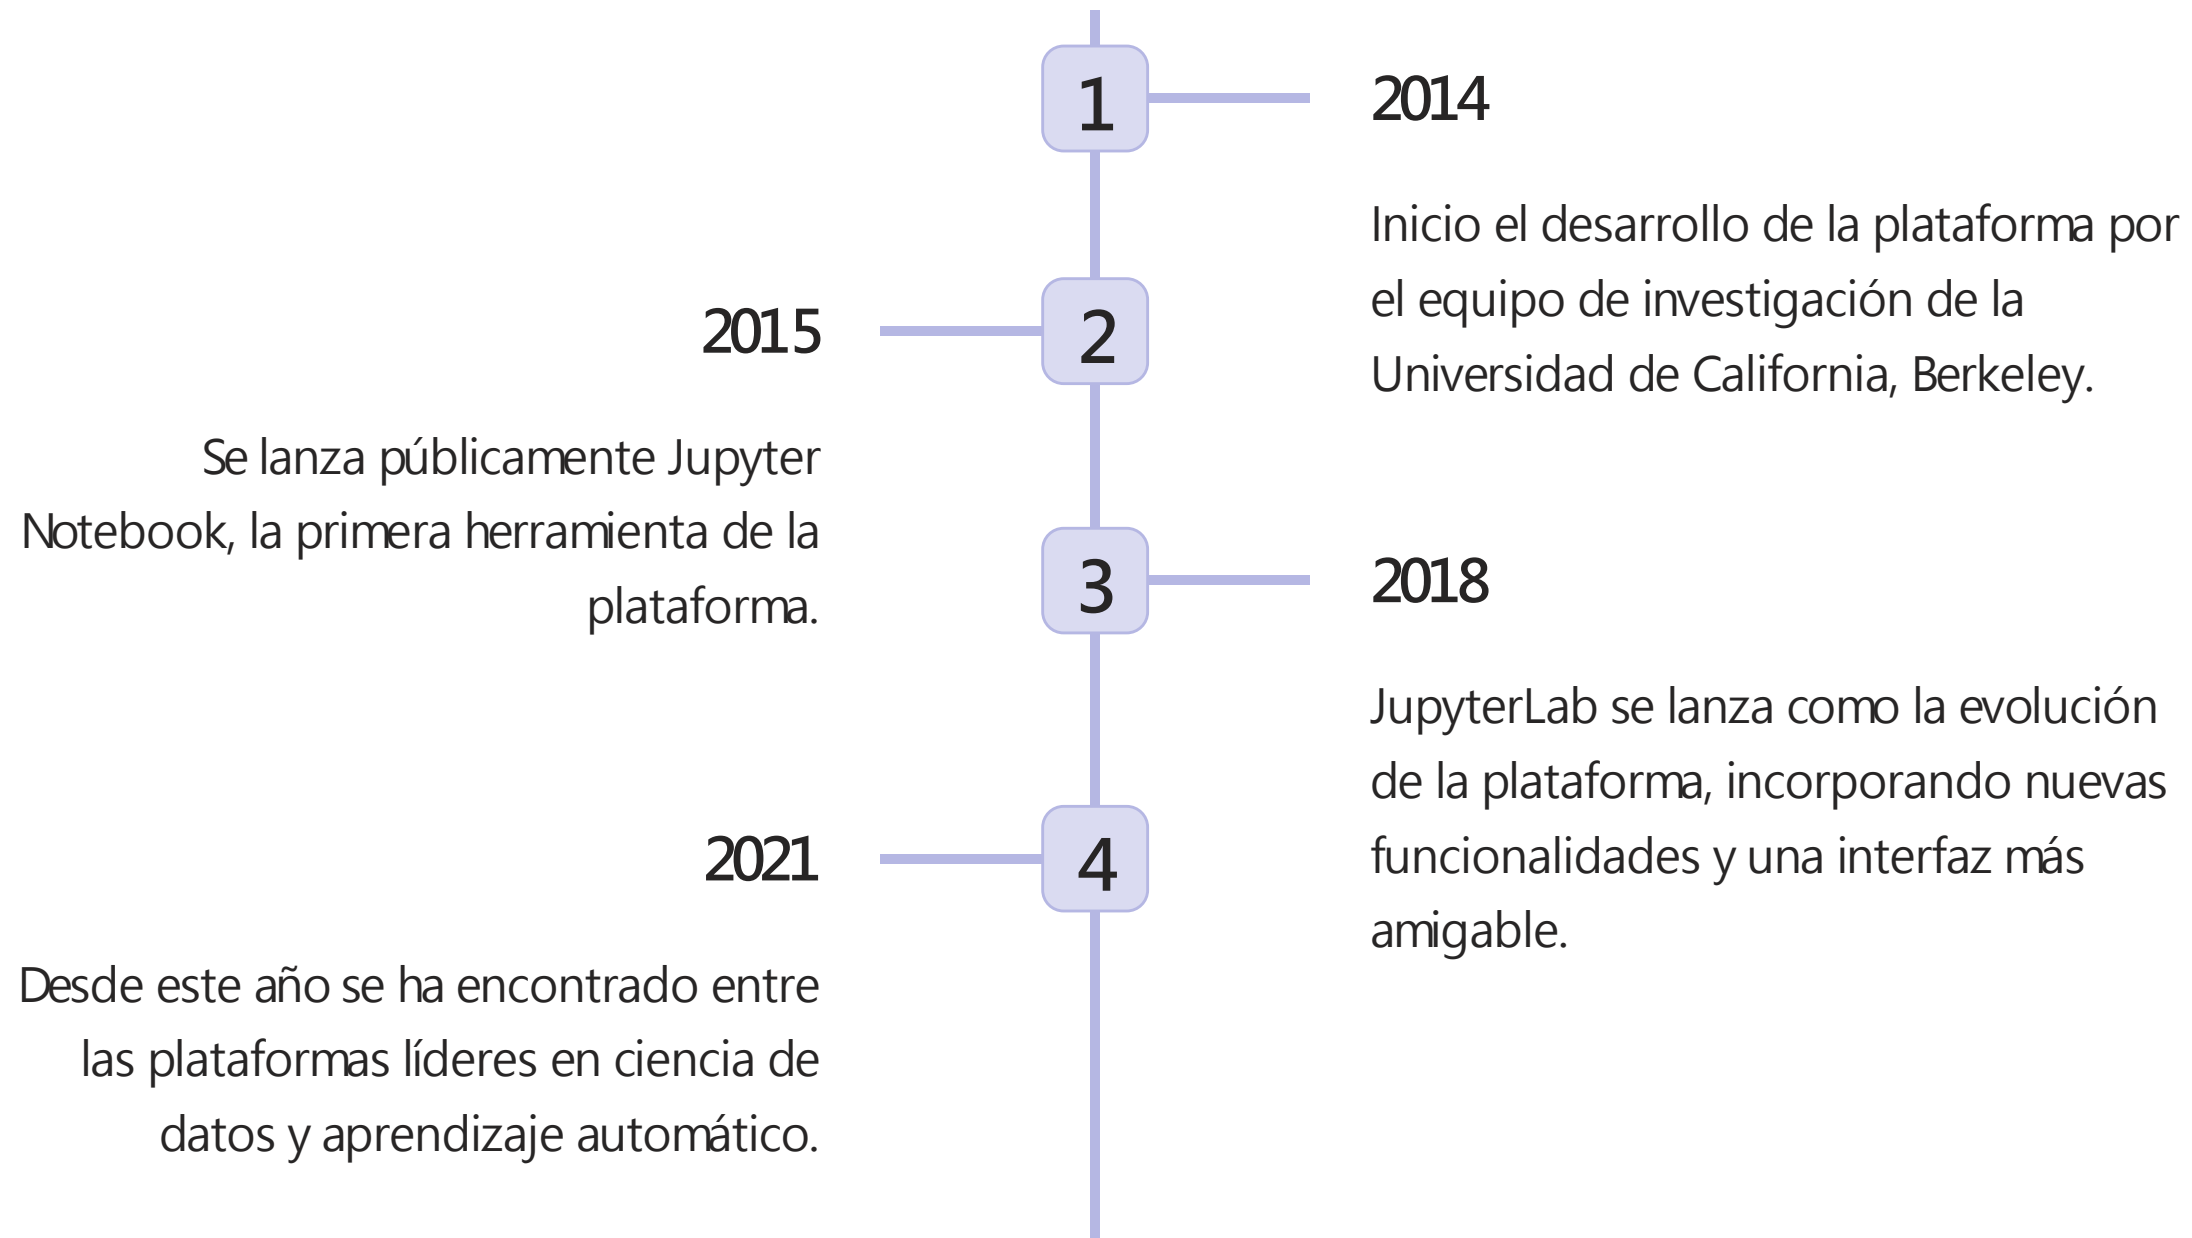 1
2014
Inicio el desarrollo de la plataforma por
el equipo de investigación de la
Universidad de California, Berkeley.
2
2015
Se lanza públicamente Jupyter
Notebook, la primera herramienta de la
plataforma.
3
2018
JupyterLab se lanza como la evolución
de la plataforma, incorporando nuevas
funcionalidades y una interfaz más
amigable.
4
2021
Desde este año se ha encontrado entre
las plataformas líderes en ciencia de
datos y aprendizaje automático.